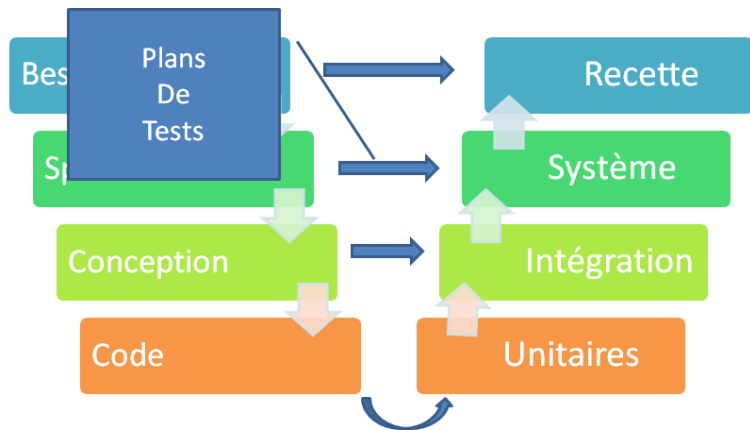 Plans
De
Tests
Recette
Système
Conception
Intégration
Code
Unitaires